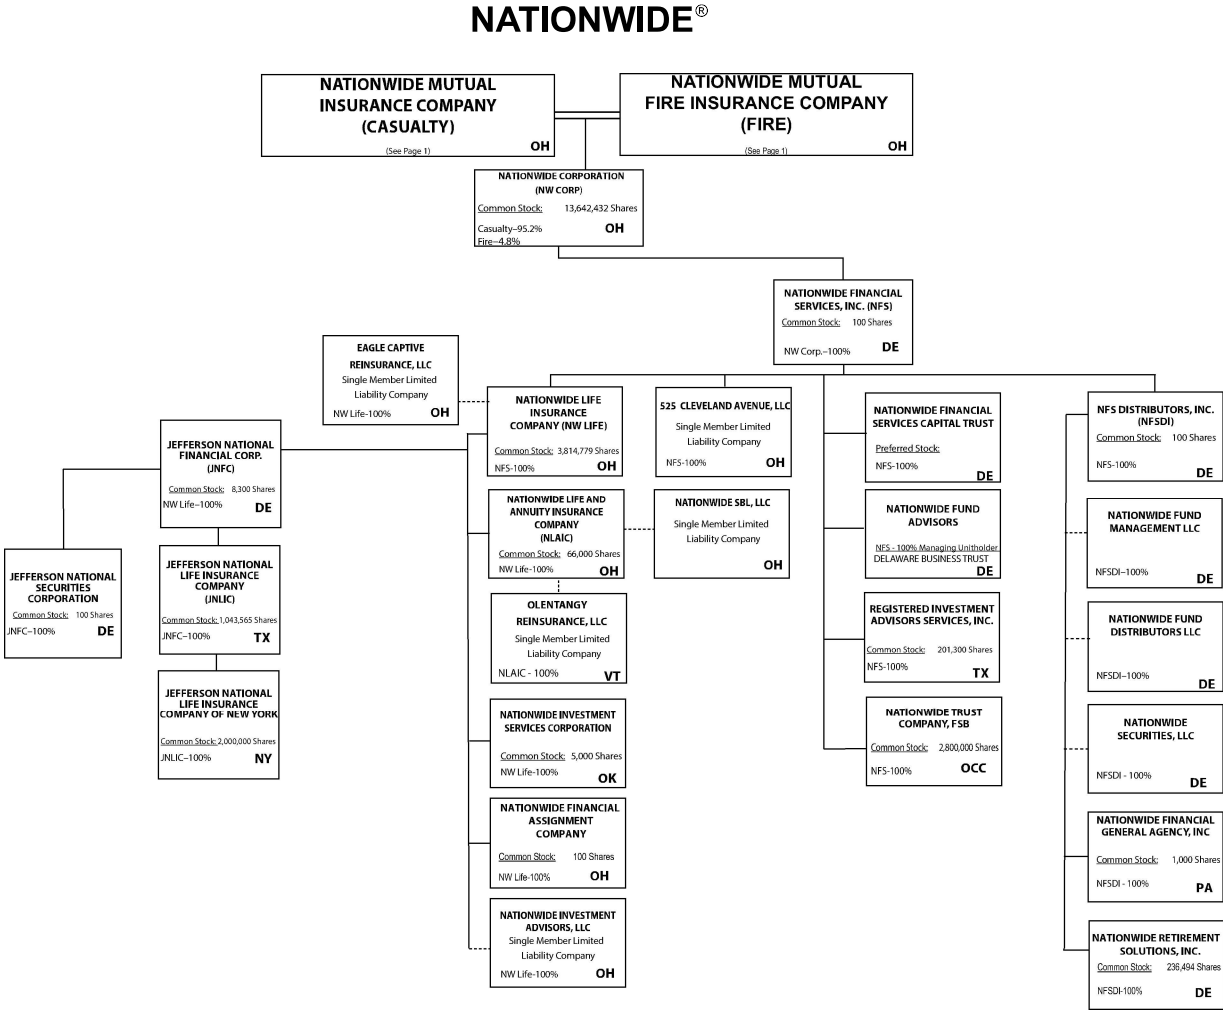 NATIONWIDE®
NATIONWIDE MUTUAL
INSURANCE COMPANY
(CASUALTY)
(See Page 1)
OH
NATIONWIDE MUTUAL
FIRE INSURANCE COMPANY
(FIRE)
(See Page 1)
OH
NATIONWIDE CORPORATION
(NW CORP)
Common Stock: 13,642,432 Shares
Casualty–95.2%
OH
Fire–4.8%
NATIONWIDE FINANCIAL
SERVICES, INC. (NFS)
Common Stock: 100 Shares
NW Corp.–100%
DE
EAGLE CAPTIVE
REINSURANCE, LLC
Single Member Limited
Liability Company
NW Life-100%
OH
NATIONWIDE LIFE
INSURANCE
COMPANY (NW LIFE)
Common Stock: 3,814,779 Shares
NFS-100%
OH
525 CLEVELAND AVENUE, LLC
Single Member Limited
Liability Company
NFS-100%
OH
NATIONWIDE FINANCIAL
SERVICES CAPITAL TRUST
Preferred Stock:
NFS-100%
DE
NFS DISTRIBUTORS, INC.
(NFSDI)
Common Stock: 100 Shares
NFS-100%
DE
JEFFERSON NATIONAL
FINANCIAL CORP.
(JNFC)
Common Stock: 8,300 Shares
NW Life–100%
DE
NATIONWIDE LIFE AND
ANNUITY INSURANCE
COMPANY
(NLAIC)
Common Stock: 66,000 Shares
NW Life-100%
OH
NATIONWIDE SBL, LLC
Single Member Limited
Liability Company
OH
NATIONWIDE FUND
ADVISORS
NFS - 100% Managing Unitholder
DELAWARE BUSINESS TRUST
DE
NATIONWIDE FUND
MANAGEMENT LLC
NFSDI–100%
DE
JEFFERSON NATIONAL
SECURITIES
CORPORATION
Common Stock: 100 Shares
JNFC–100%
DE
JEFFERSON NATIONAL
LIFE INSURANCE
COMPANY
(JNLIC)
Common Stock: 1,043,565 Shares
JNFC–100%
TX
OLENTANGY
REINSURANCE, LLC
Single Member Limited
Liability Company
NLAIC - 100%
VT
REGISTERED INVESTMENT
ADVISORS SERVICES, INC.
Common Stock: 201,300 Shares
NFS-100%
TX
NATIONWIDE FUND
DISTRIBUTORS LLC
NFSDI–100%
DE
JEFFERSON NATIONAL
LIFE INSURANCE
COMPANY OF NEW YORK
Common Stock: 2,000,000 Shares
JNLIC–100%
NY
NATIONWIDE INVESTMENT
SERVICES CORPORATION
Common Stock: 5,000 Shares
NW Life-100%
OK
NATIONWIDE TRUST
COMPANY, FSB
Common Stock: 2,800,000 Shares
NFS-100%
OCC
NATIONWIDE
SECURITIES, LLC
NFSDI - 100%
DE
NATIONWIDE FINANCIAL
ASSIGNMENT
COMPANY
Common Stock: 100 Shares
NW Life-100%
OH
NATIONWIDE FINANCIAL
GENERAL AGENCY, INC
Common Stock: 1,000 Shares
NFSDI - 100%
PA
NATIONWIDE INVESTMENT
ADVISORS, LLC
Single Member Limited
Liability Company
NW Life-100%
OH
NATIONWIDE RETIREMENT
SOLUTIONS, INC.
Common Stock: 236,494 Shares
NFSDI-100%
DE